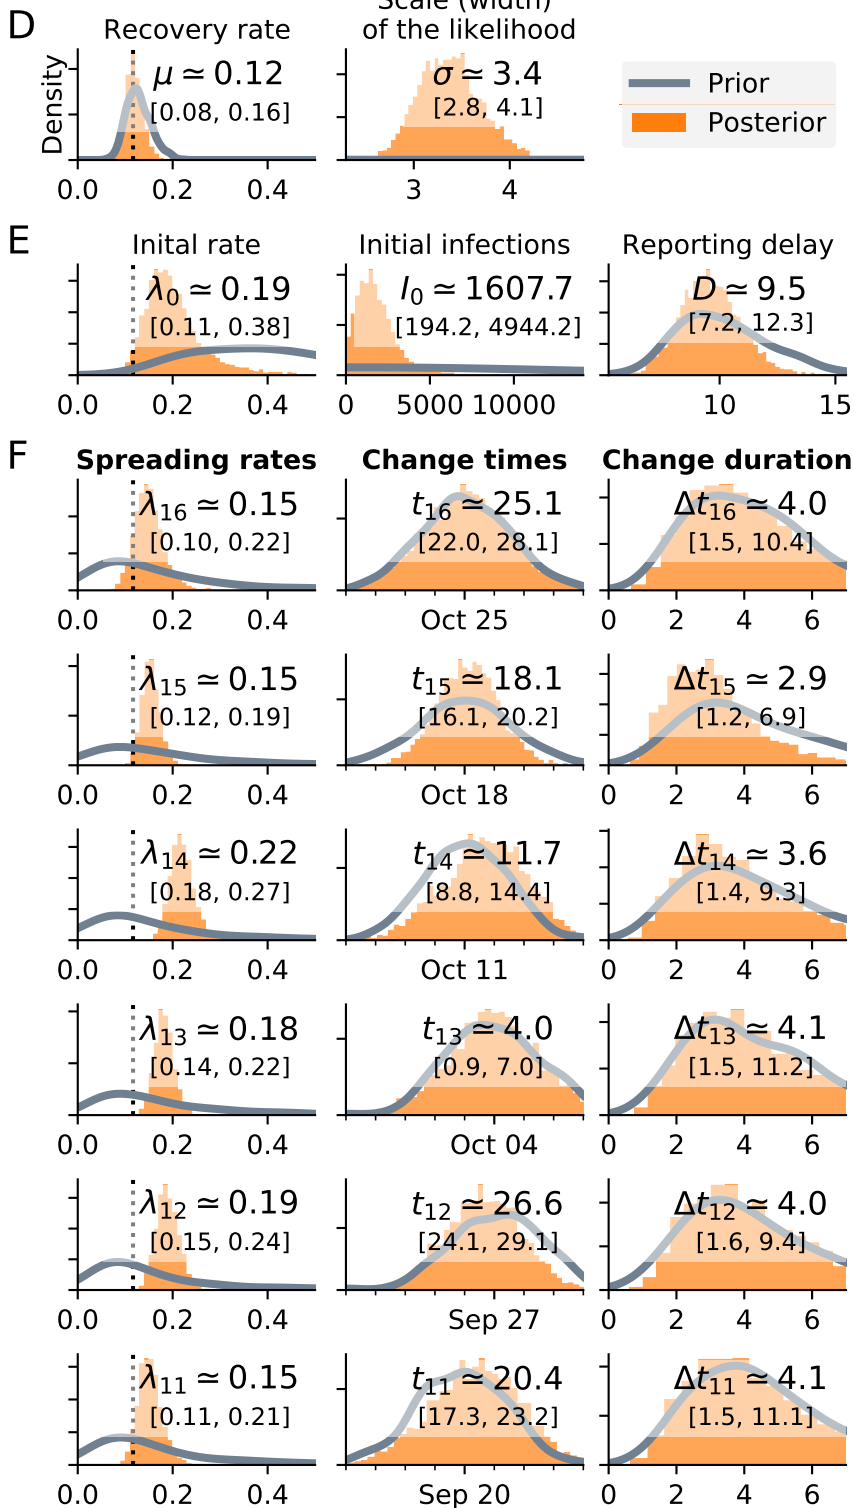 D
Recovery rate
Scale (width)
of the likelihood
Density
μ ≃ 0.12
[0.08, 0.16]
σ ≃ 3.4
[2.8, 4.1]
Prior
Posterior
0.0 0.2 0.4
3 4
E
Inital rate
Initial infections
Reporting delay
λ0 ≃ 0.19
[0.11, 0.38]
I0 ≃ 1607.7
[194.2, 4944.2]
D ≃ 9.5
[7.2, 12.3]
0.0 0.2 0.4
0 5000 10000
10 15
F
Spreading rates
Change times
Change duration
λ16 ≃ 0.15
[0.10, 0.22]
t16 ≃ 25.1
[22.0, 28.1]
Δt16 ≃ 4.0
[1.5, 10.4]
0.0 0.2 0.4
Oct 25
0 2 4 6
λ15 ≃ 0.15
[0.12, 0.19]
t15 ≃ 18.1
[16.1, 20.2]
Δt15 ≃ 2.9
[1.2, 6.9]
0.0 0.2 0.4
Oct 18
0 2 4 6
λ14 ≃ 0.22
[0.18, 0.27]
t14 ≃ 11.7
[8.8, 14.4]
Δt14 ≃ 3.6
[1.4, 9.3]
0.0 0.2 0.4
Oct 11
0 2 4 6
λ13 ≃ 0.18
[0.14, 0.22]
t13 ≃ 4.0
[0.9, 7.0]
Δt13 ≃ 4.1
[1.5, 11.2]
0.0 0.2 0.4
Oct 04
0 2 4 6
λ12 ≃ 0.19
[0.15, 0.24]
t12 ≃ 26.6
[24.1, 29.1]
Δt12 ≃ 4.0
[1.6, 9.4]
0.0 0.2 0.4
Sep 27
0 2 4 6
λ11 ≃ 0.15
[0.11, 0.21]
t11 ≃ 20.4
[17.3, 23.2]
Δt11 ≃ 4.1
[1.5, 11.1]
0.0 0.2 0.4
Sep 20
0 2 4 6